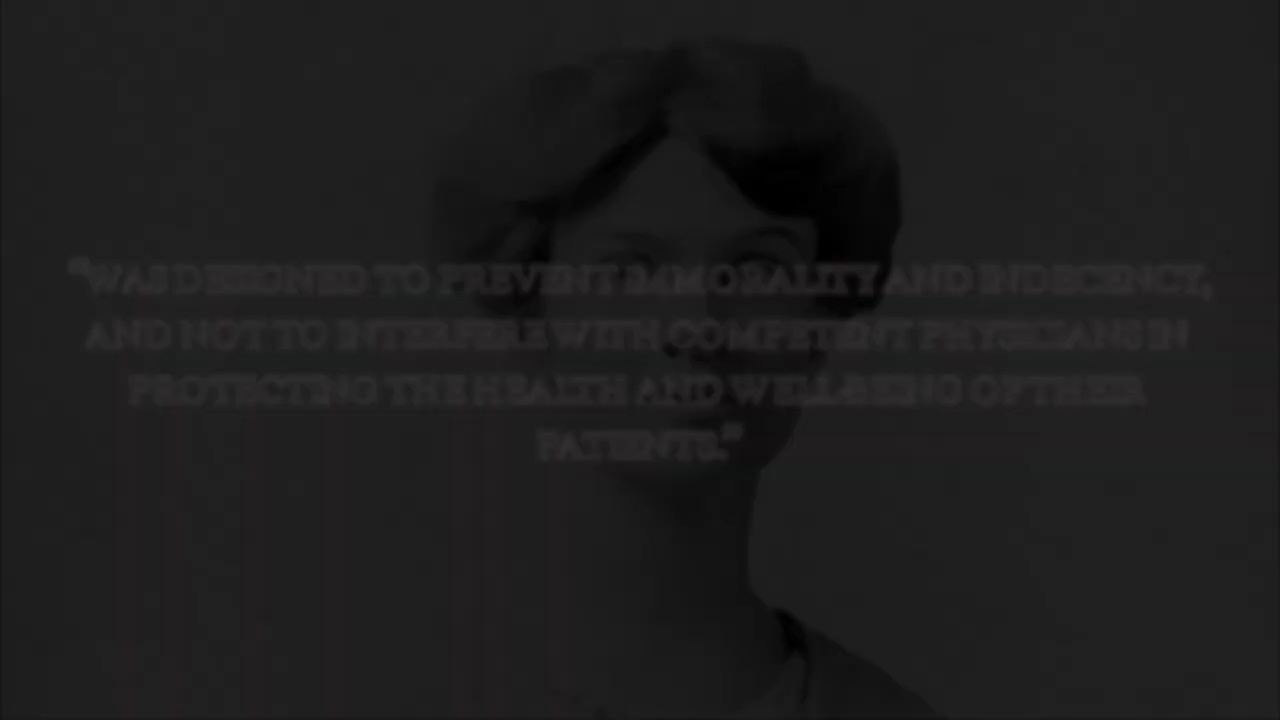 “WAS DESIGNED TO PREVENT IMMORALITY AND INDECENCY,
AND NOT TO INTERFERE WITH COMPETENT PHYSICIANS IN
PROTECTING THE HEALTH AND WELL-BEING OF THEIR
PATIENTS.”